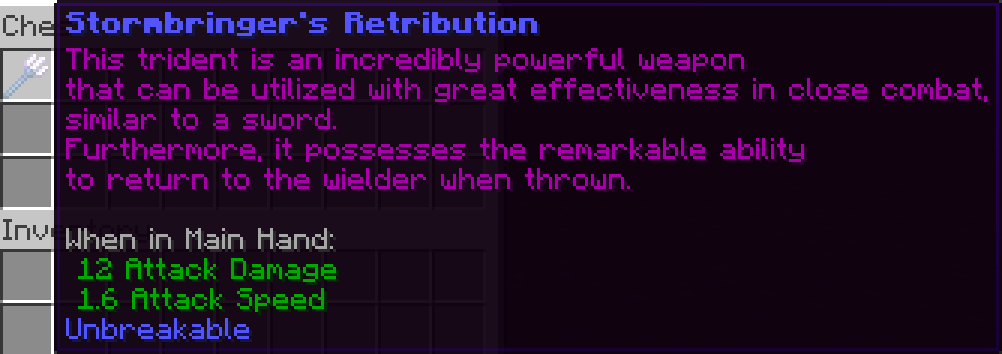 Che
Stormbringer's Retribution
This trident is an incredibly powerful weapon
that can be utilized with great effectiveness in close combat,
similar to a sword.
Furthermore, it possesses the remarkable ability
to return to the wielder when thrown.
Inve
When in Main Hand:
12 Attack Damage
1.6 Attack Speed
Unbreakable